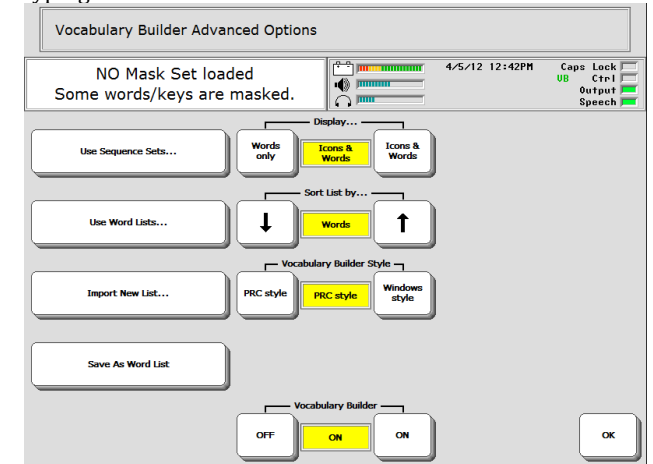 Vocabulary Builder Advanced Options
NO Mask Set loaded
Some words/keys are masked.
4/5/12 12:42PM
Caps Lock
VB Ctrl
Output
Speech
Display...
Use Sequence Sets...
Words only
Icons & Words
Icons & Words
Sort List by...
Use Word Lists...
Words
Vocabulary Builder Style
Import New List...
PRC style
PRC style
Windows style
Save As Word List
Vocabulary Builder
OFF
ON
ON
OK